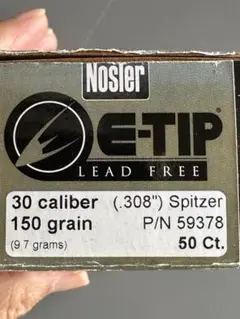 Nosler
E-TIP
LEAD FREE
30 caliber (.308") Spitzer
150 grain P/N 59378
(9.7 grams) 50 Ct.